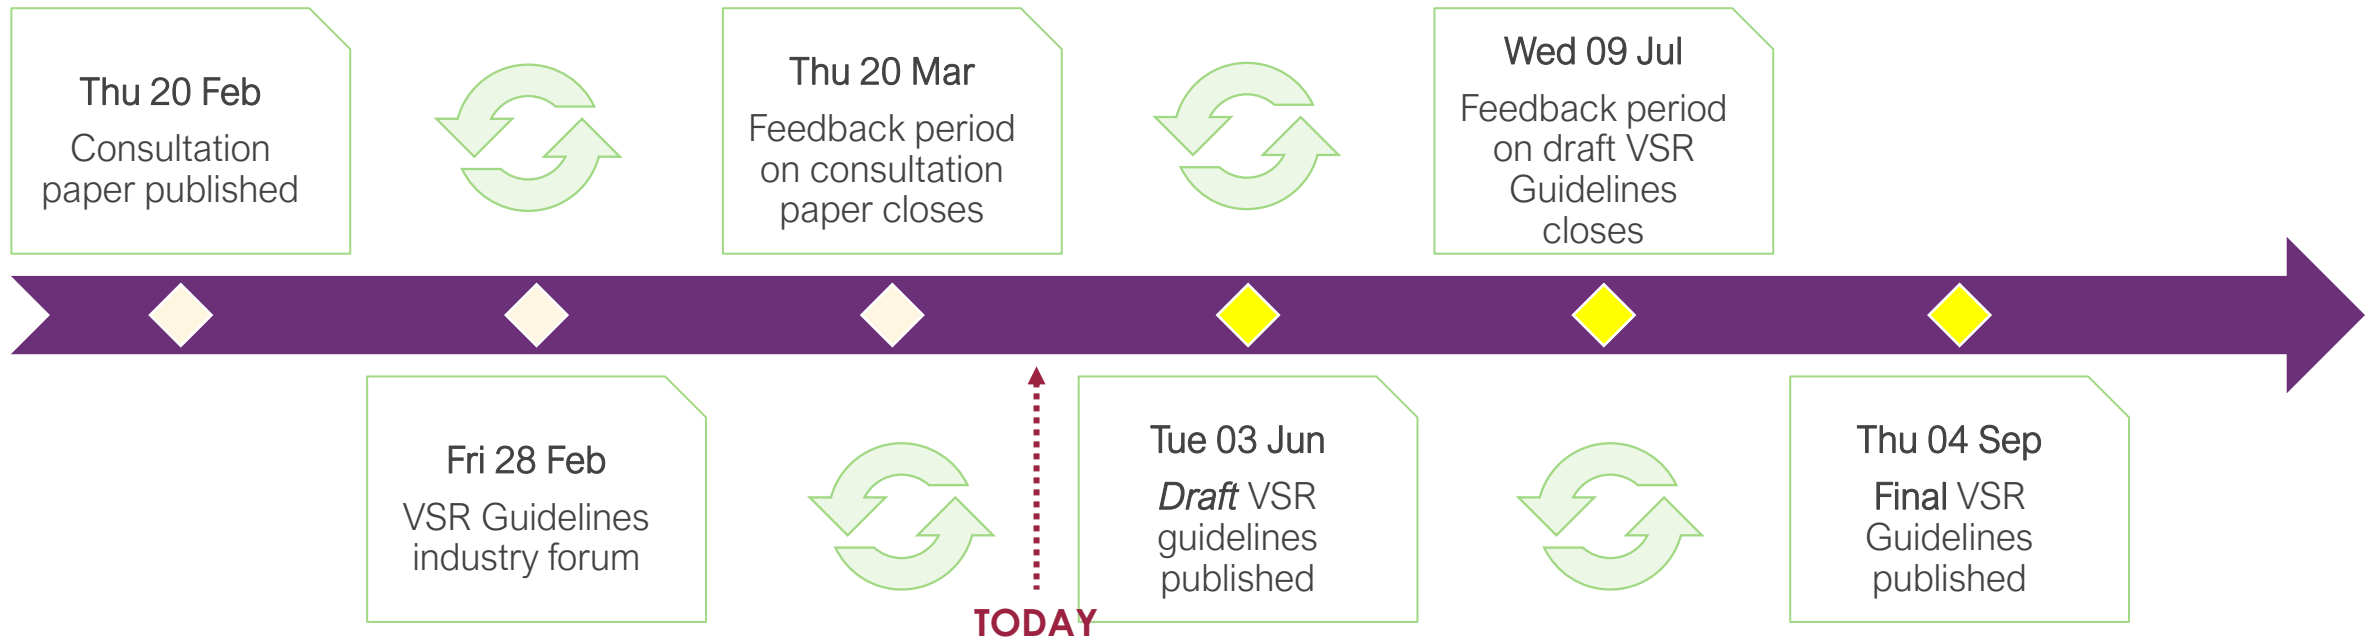 Thu 20 Feb
Consultation
paper published
Fri 28 Feb
VSR Guidelines
industry forum
Thu 20 Mar
Feedback period
on consultation
paper closes
TODAY
Tue 03 Jun
Draft VSR
guidelines
published
Wed 09 Jul
Feedback period
on draft VSR
Guidelines
closes
Thu 04 Sep
Final VSR
Guidelines
published